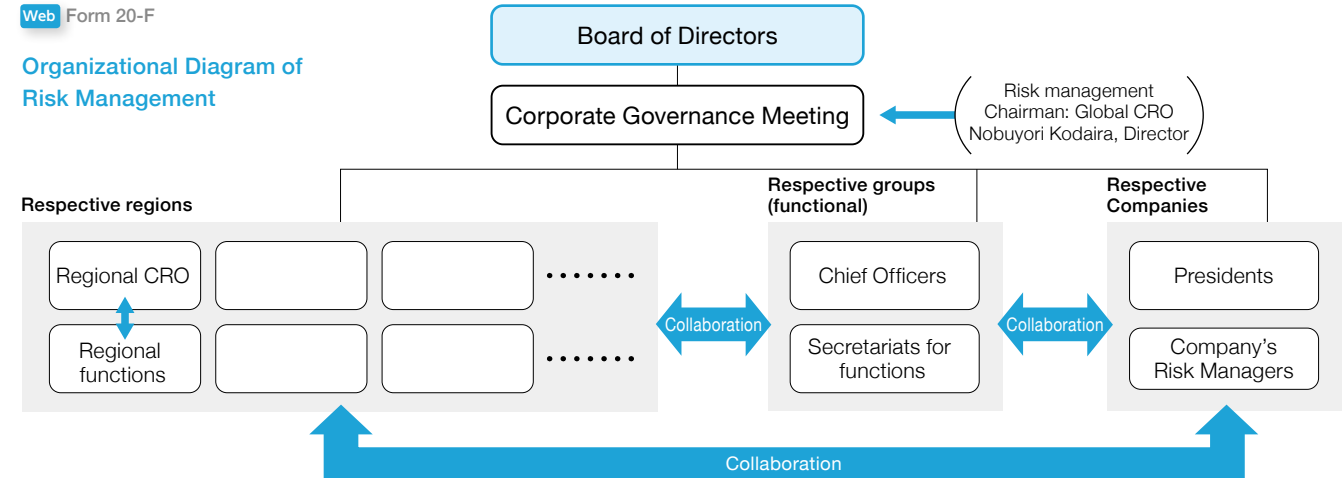 Web Form 20-F
Organizational Diagram of
Risk Management
Board of Directors
Corporate Governance Meeting
Risk management
Chairman: Global CRO
Nobuyori Kodaira, Director
Respective regions
Regional CRO
Regional
functions
Collaboration
Respective groups
(functional)
Chief Officers
Secretariats for
functions
Collaboration
Respective
Companies
Presidents
Company’s
Risk Managers
Collaboration